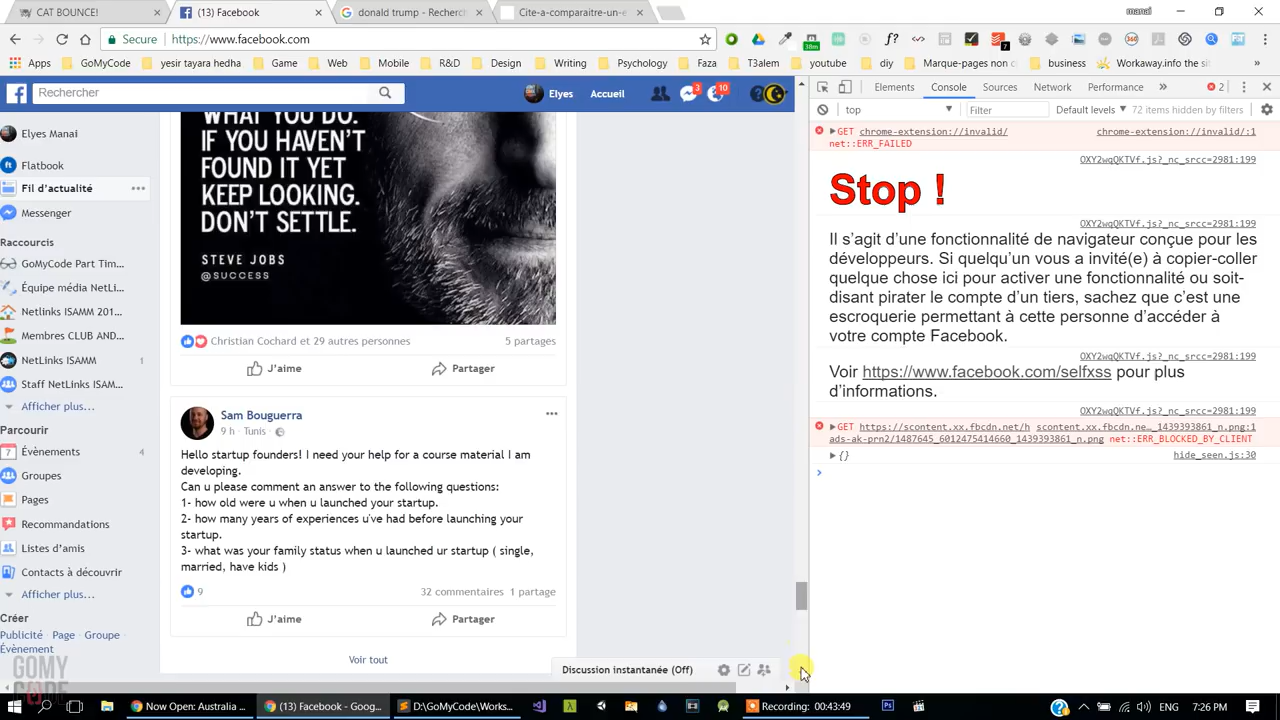 CAT BOUNCE!
(13) Facebook
donald trump - Recherc
Cite-a-comparaitre-un-e
manai
Secure
https://www.facebook.com
38m
7
360
Apps
GoMyCode
yesir tayara hedha
Game
Web
Mobile
R&D
Design
Writing
Psychology
Faza
T3alem
youtube
diy
Marque-pages non c
business
Workaway.info the si
Rechercher
Elyes
Accueil
3
10
Elyes Manai
Flatbook
Fil d'actualité
Messenger
Raccourcis
GoMyCode Part Tim...
Équipe média NetLi...
Netlinks ISAMM 201...
Membres CLUB AND...
NetLinks ISAMM 1
Staff NetLinks ISAM...
Afficher plus...
Parcourir
Evènements 4
Groupes
Pages
Recommandations
Listes d'amis
Contacts à découvrir
Afficher plus...
Créer
Publicité Page Groupe
Évènement
GOMY
CODE
WHAT YOU DO.
IF YOU HAVEN'T
FOUND IT YET
KEEP LOOKING.
DON'T SETTLE.
STEVE JOBS
@SUCCESS
Christian Cochard et 29 autres personnes
5 partages
J'aime
Partager
Sam Bouguerra
9 h · Tunis ·
Hello startup founders! I need your help for a course material I am
developing.
Can u please comment an answer to the following questions:
1- how old were u when u launched your startup.
2- how many years of experiences u've had before launching your
startup.
3- what was your family status when u launched ur startup ( single,
married, have kids )
9
32 commentaires 1 partage
J'aime
Partager
Voir tout
Discussion instantanée (Off)
Elements
Console
Sources
Network
Performance
»
2
top
Filter
Default levels
72 items hidden by filters
GET chrome-extension://invalid/
net::ERR_FAILED
chrome-extension://invalid/:1
OXY2wqQKTVf.js?_nc_srcc=2981:199
Stop !
OXY2wqQKTVf.js?_nc_srcc=2981:199
Il s'agit d'une fonctionnalité de navigateur conçue pour les
développeurs. Si quelqu'un vous a invité(e) à copier-coller
quelque chose ici pour activer une fonctionnalité ou soit-
disant pirater le compte d'un tiers, sachez que c'est une
escroquerie permettant à cette personne d'accéder à
votre compte Facebook.
OXY2wqQKTVf.js?_nc_srcc=2981:199
Voir https://www.facebook.com/selfxss pour plus
d'informations.
OXY2wqQKTVf.js?_nc_srcc=2981:199
GET https://scontent.xx.fbcdn.net/h scontent.xx.fbcdn.ne…_1439393861_n.png:1
ads-ak-prn2/1487645_6012475414660_1439393861_n.png net::ERR_BLOCKED_BY_CLIENT
{} hide_seen.js:30
Now Open: Australia ...
(13) Facebook - Goog...
D:\GoMyCode\Works...
Recording: 00:43:49
7:26 PM